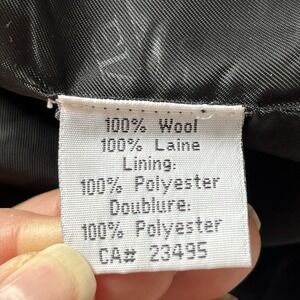 100% Wool
100% Laine
Lining:
100% Polyester
Doublure:
100% Polyester
CA# 23495